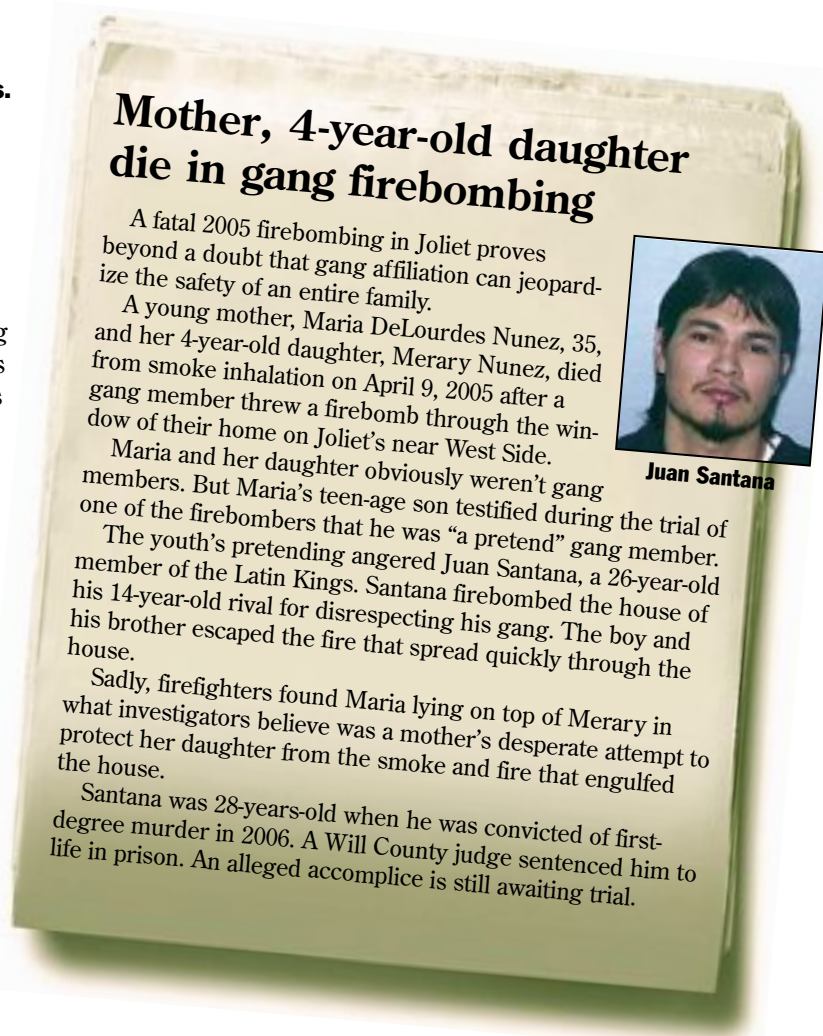 s.
g
s
s
Mother, 4-year-old daughter
die in gang firebombing
A fatal 2005 firebombing in Joliet proves
beyond a doubt that gang affiliation can jeopard-
ize the safety of an entire family.
A young mother, Maria DeLourdes Nunez, 35,
and her 4-year-old daughter, Merary Nunez, died
from smoke inhalation on April 9, 2005 after a
gang member threw a firebomb through the win-
dow of their home on Joliet's near West Side.
Maria and her daughter obviously weren't gang
members. But Maria's teen-age son testified during the trial of
one of the firebombers that he was “a pretend” gang member.
The youth's pretending angered Juan Santana, a 26-year-old
member of the Latin Kings. Santana firebombed the house of
his 14-year-old rival for disrespecting his gang. The boy and
his brother escaped the fire that spread quickly through the
house.
Sadly, firefighters found Maria lying on top of Merary in
what investigators believe was a mother's desperate attempt to
protect her daughter from the smoke and fire that engulfed
the house.
Santana was 28-years-old when he was convicted of first-
degree murder in 2006. A Will County judge sentenced him to
life in prison. An alleged accomplice is still awaiting trial.
Juan Santana